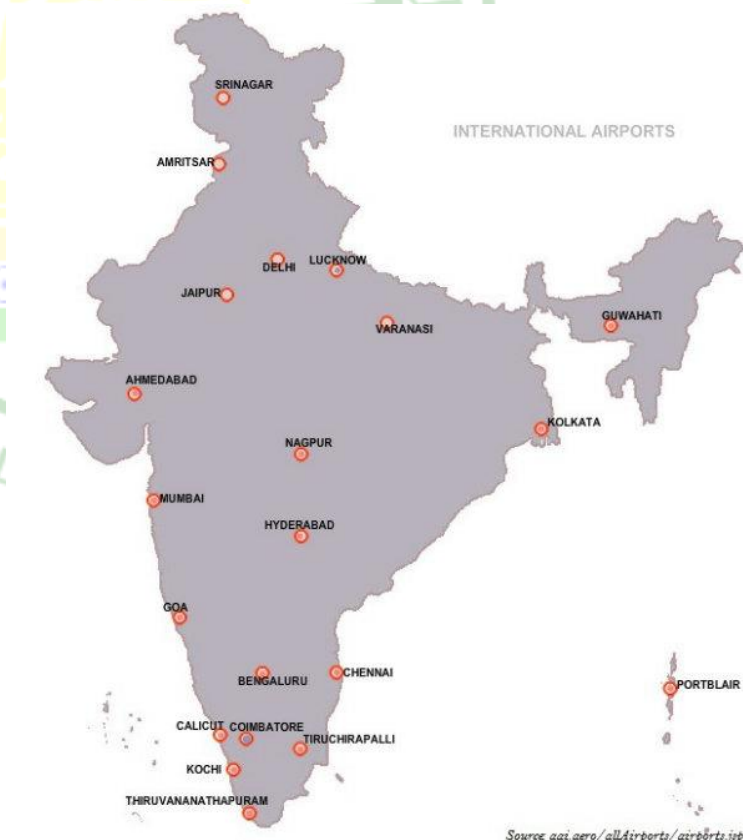 SRINAGAR
INTERNATIONAL AIRPORTS
AMRITSAR
DELHI
LUCKNOW
JAIPUR
VARANASI
GUWAHATI
AHMEDABAD
KOLKATA
NAGPUR
MUMBAI
HYDERABAD
GOA
BENGALURU
CHENNAI
PORTBLAIR
CALICUT
COIMBATORE
TIRUCHIRAPALLI
KOCHI
THIRUVANANATHAPURAM
Source aai.aero/allAirports/airports.jsp